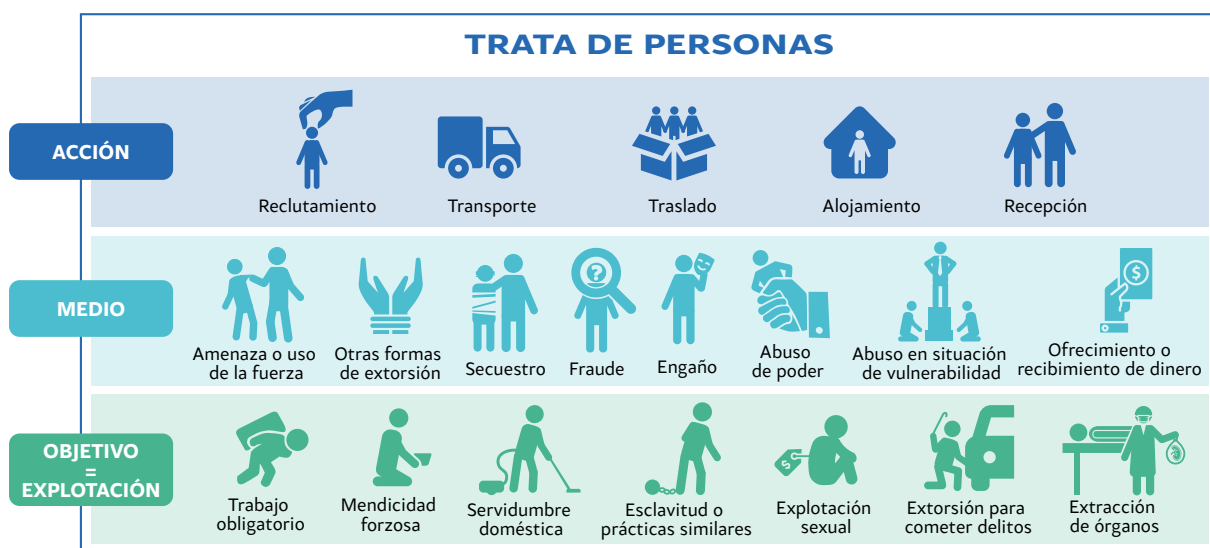 TRATA DE PERSONAS
ACCIÓN
Reclutamiento
Transporte
Traslado
Alojamiento
Recepción
MEDIO
?
$
Amenaza o uso
de la fuerza
Otras formas
de extorsión
Secuestro
Fraude
Engaño
Abuso
de poder
Abuso en situación
de vulnerabilidad
Ofrecimiento o
recibimiento de dinero
OBJETIVO
=
EXPLOTACIÓN
$
Trabajo
obligatorio
Mendicidad
forzosa
Servidumbre
doméstica
Esclavitud o
prácticas similares
Explotación
sexual
Extorsión para
cometer delitos
Extracción
de órganos